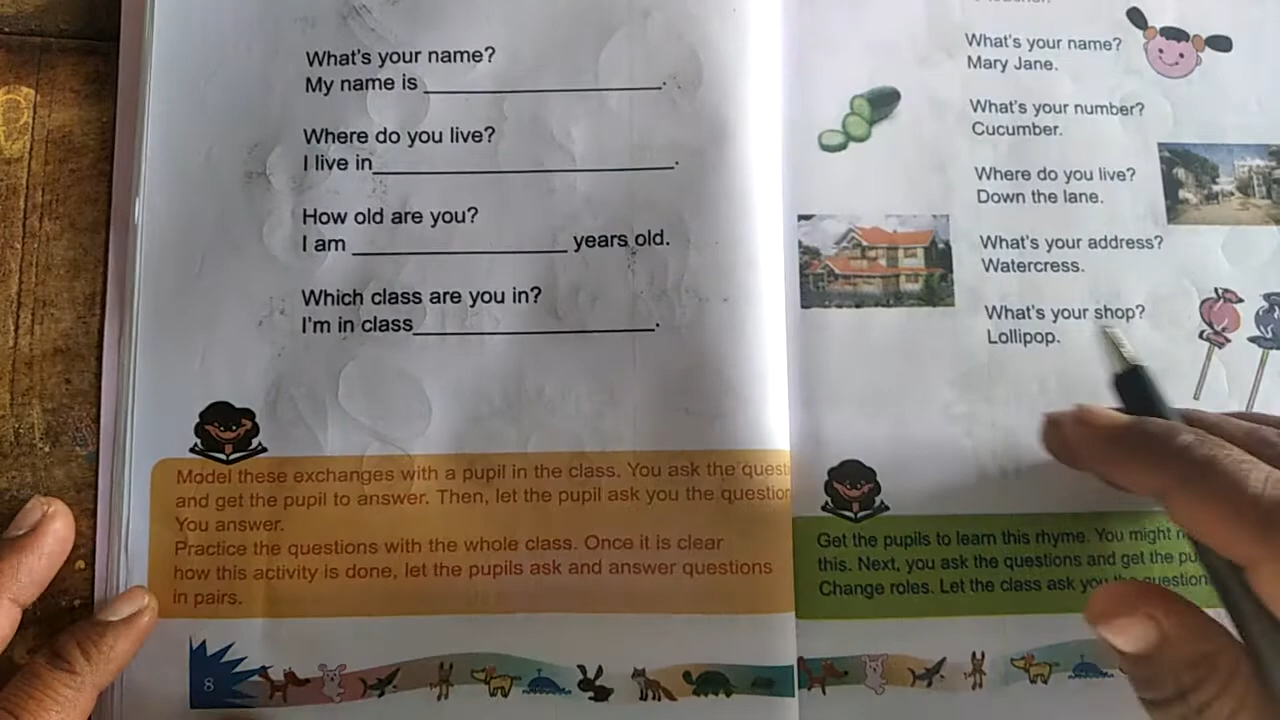 What's your name?
My name is ____________________.
Where do you live?
I live in__________________________.
How old are you?
I am __________________ years old.
Which class are you in?
I'm in class____________________.
Model these exchanges with a pupil in the class. You ask the
and get the pupil to answer. Then, let the pupil ask you the
You answer.
Practice the questions with the whole class. Once it is clear
how this activity is done, let the pupils ask and answer questions
in pairs.
8
What's your name?
Mary Jane.
What's your number?
Cucumber.
Where do you live?
Down the lane.
What's your address?
Watercress.
What's your shop?
Lollipop.
Get the pupils to learn this rhyme. You might
this. Next, you ask the questions and get the
Change roles. Let the class ask you the